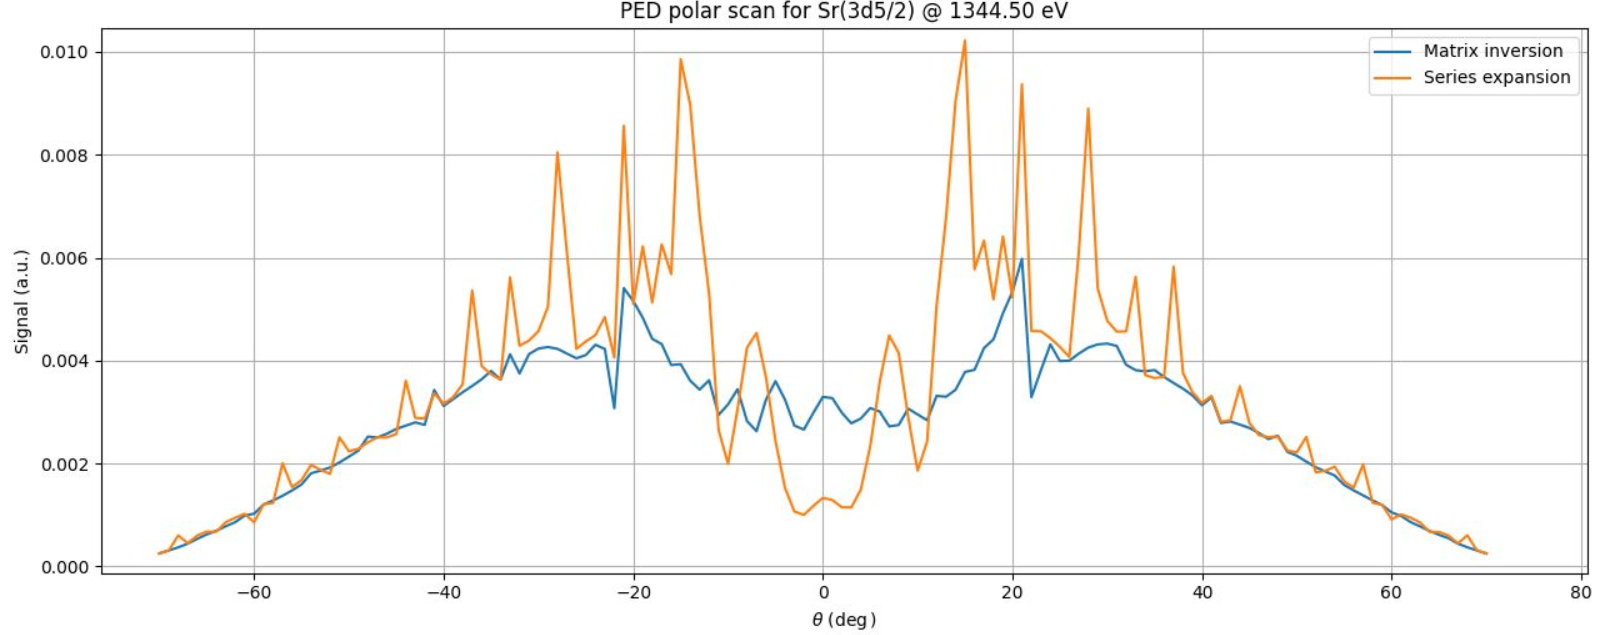 PED polar scan for Sr(3d5/2) @ 1344.50 eV
Matrix inversion
Series expansion
0.010
0.008
0.006
0.004
0.002
0.000
Signal (a.u.)
−60
−40
−20
0
20
40
60
80
θ (deg)